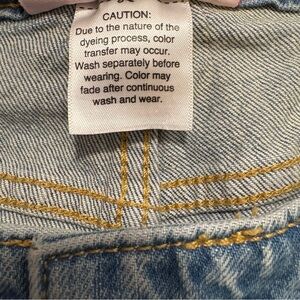 CAUTION:
Due to the nature of the
dyeing process, color
transfer may occur.
Wash separately before
wearing. Color may
fade after continuous
wash and wear.